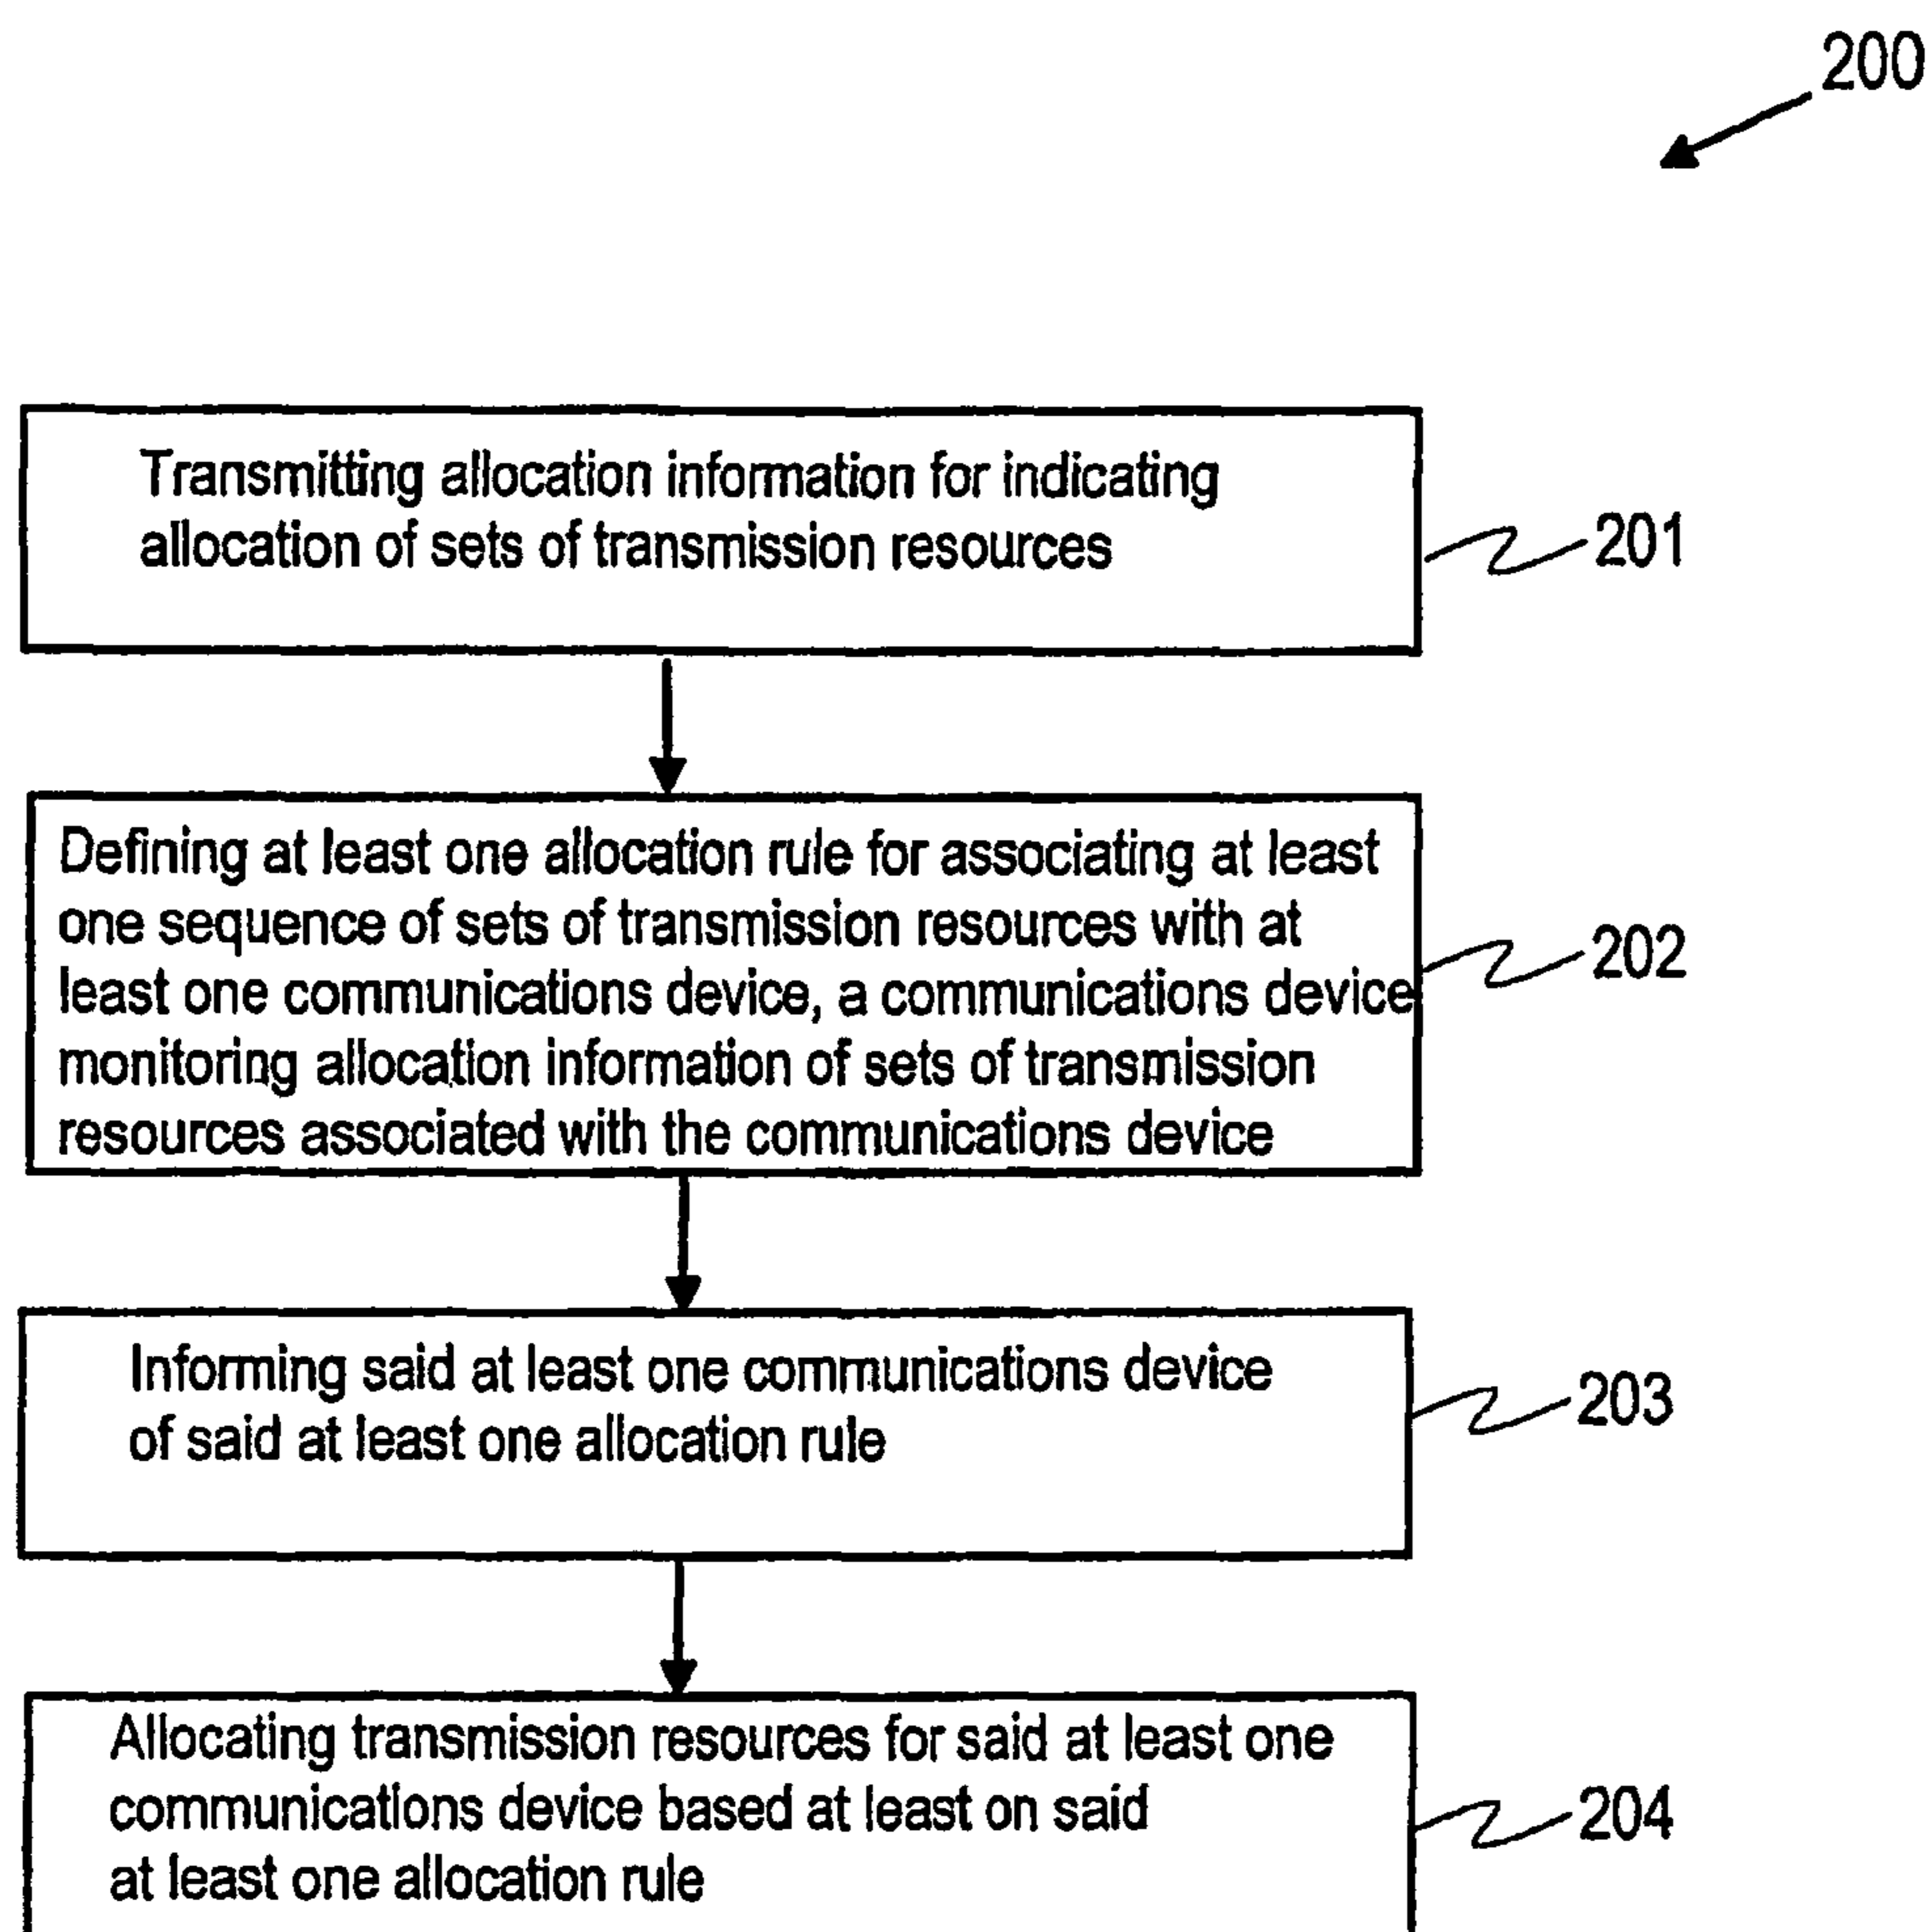 200
Transmitting allocation information for indicating
allocation of sets of transmission resources
201
Defining at least one allocation rule for associating at least
one sequence of sets of transmission resources with at
least one communications device, a communications device
monitoring allocation information of sets of transmission
resources associated with the communications device
202
Informing said at least one communications device
of said at least one allocation rule
203
Allocating transmission resources for said at least one
communications device based at least on said
at least one allocation rule
204